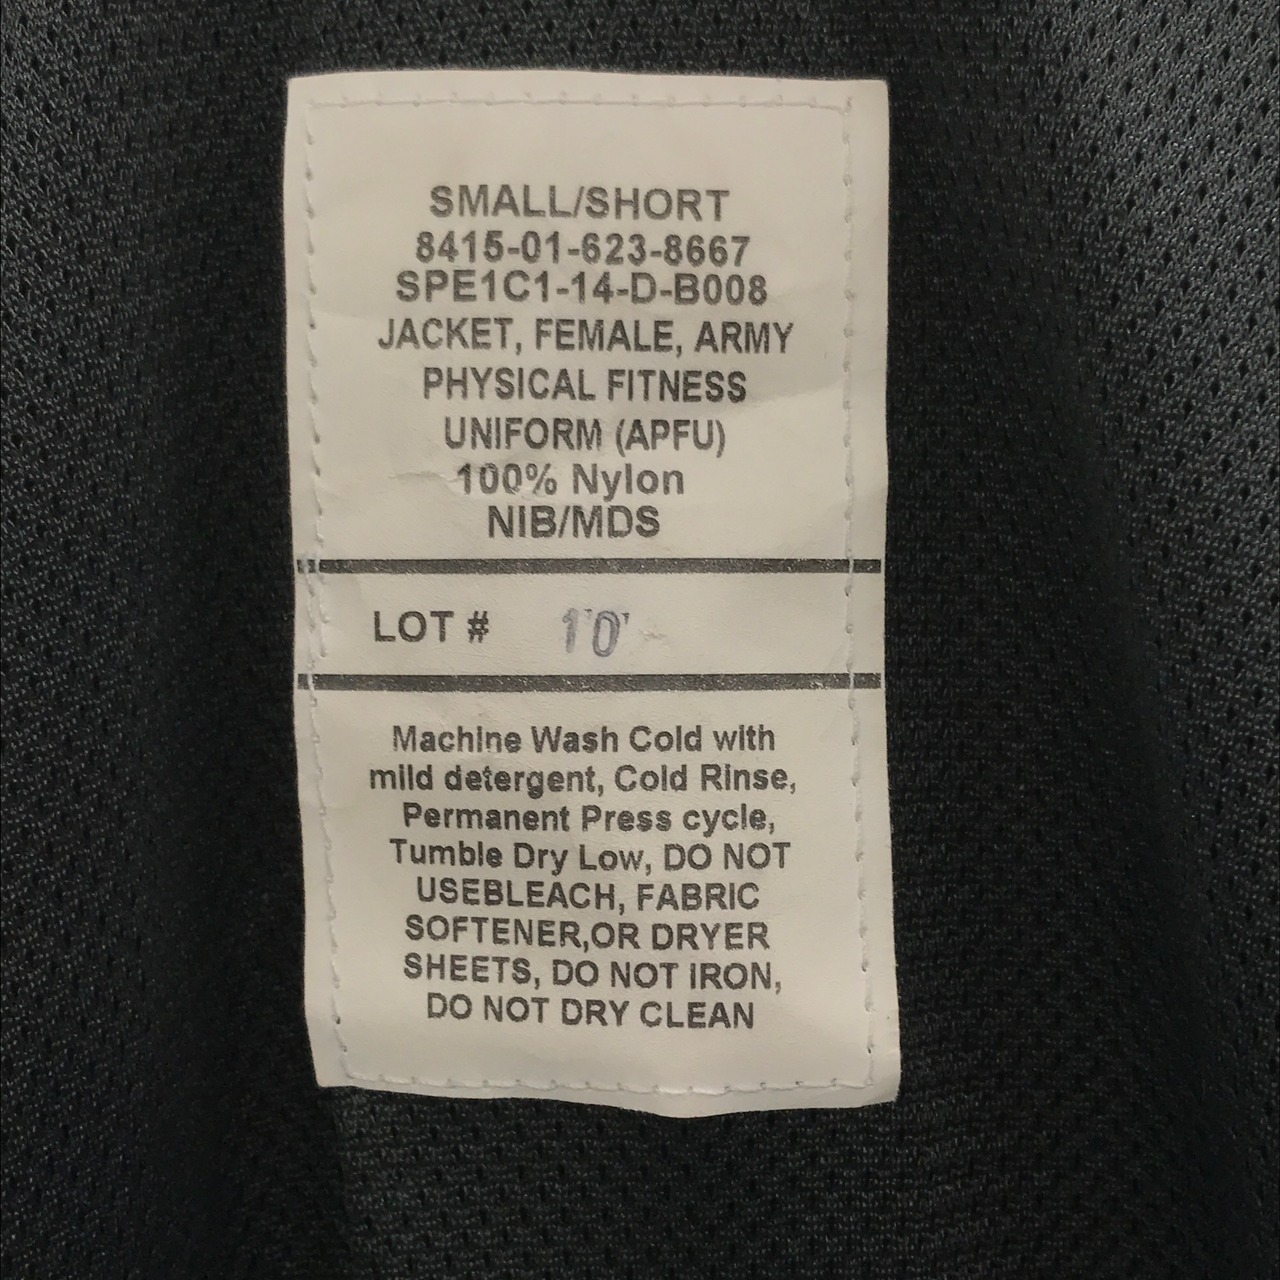 SMALL/SHORT
8415-01-623-8667
SPE1C1-14-D-B008
JACKET, FEMALE, ARMY
PHYSICAL FITNESS
UNIFORM (APFU)
100% Nylon
NIB/MDS
LOT # 10
Machine Wash Cold with
mild detergent, Cold Rinse,
Permanent Press cycle,
Tumble Dry Low, DO NOT
USEBLEACH, FABRIC
SOFTENER,OR DRYER
SHEETS, DO NOT IRON,
DO NOT DRY CLEAN